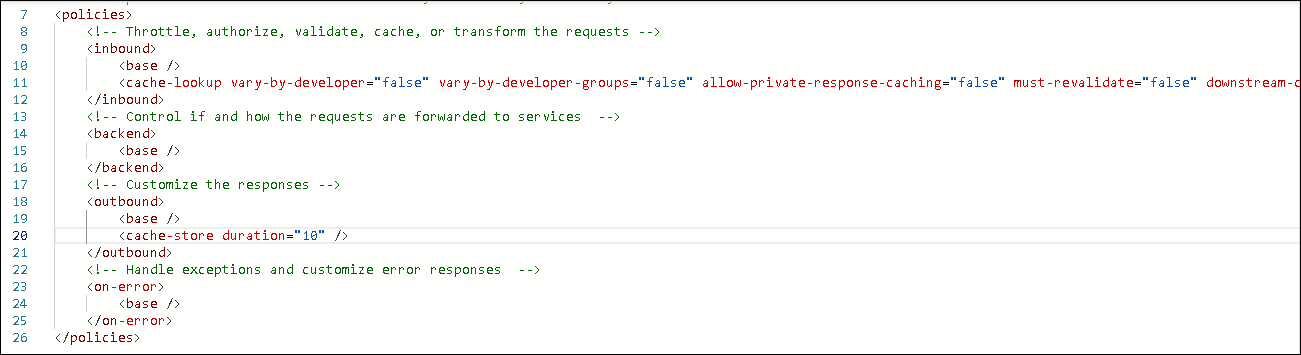 7 <policies>
8 <!-- Throttle, authorize, validate, cache, or transform the requests -->
9 <inbound>
10 <base />
11 <cache-lookup vary-by-developer="false" vary-by-developer-groups="false" allow-private-response-caching="false" must-revalidate="false" downstream-c
12 </inbound>
13 <!-- Control if and how the requests are forwarded to services  -->
14 <backend>
15 <base />
16 </backend>
17 <!-- Customize the responses -->
18 <outbound>
19 <base />
20 <cache-store duration="10" />
21 </outbound>
22 <!-- Handle exceptions and customize error responses  -->
23 <on-error>
24 <base />
25 </on-error>
26 </policies>